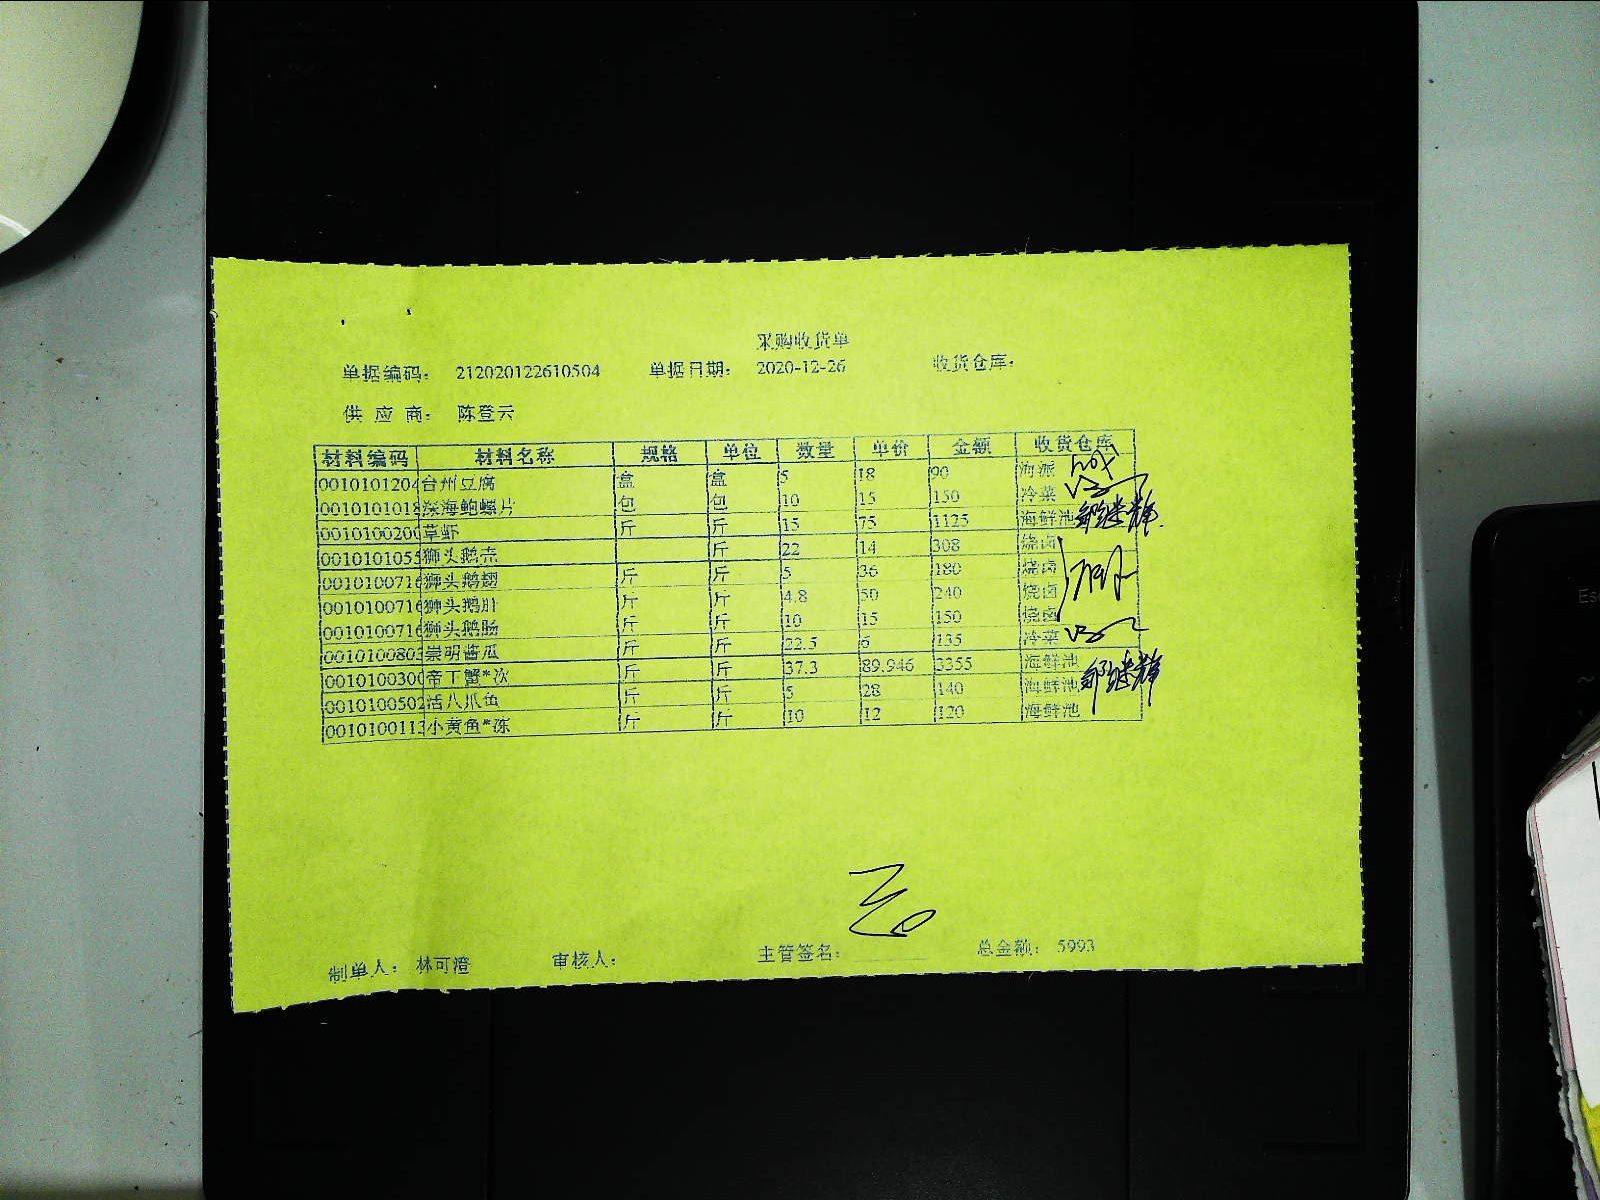 采购收货单
单据编码： 212020122610504 单据日期： 2020-12-26 收货仓库：
供 应 商： 陈登云
材料编码 材料名称 规格 单位 数量 单价 金额 收货仓库
0010101204 台州豆腐 盒 盒 5 18 90 海派
0010101018 深海鲍螺片 包 包 10 15 150 冷菜
0010100200 草虾 斤 斤 15 75 1125 海鲜池 邹继辉
0010101055 狮头鹅壳 斤 22 14 308 烧卤
0010100716 狮头鹅翅 斤 斤 5 36 180 烧卤
0010100716 狮头鹅肝 斤 斤 4.8 50 240 烧卤
0010100716 狮头鹅肠 斤 斤 10 15 150 烧卤
0010100803 崇明酱瓜 斤 斤 22.5 6 135 冷菜
0010100300 帝王蟹*次 斤 斤 37.3 89.946 3355 海鲜池 邹继辉
0010100502 活八爪鱼 斤 斤 5 28 140 海鲜池
0010100113 小黄鱼*冻 斤 斤 10 12 120 海鲜池
制单人： 林可澄 审核人： 主管签名： 总金额： 5993
Esc